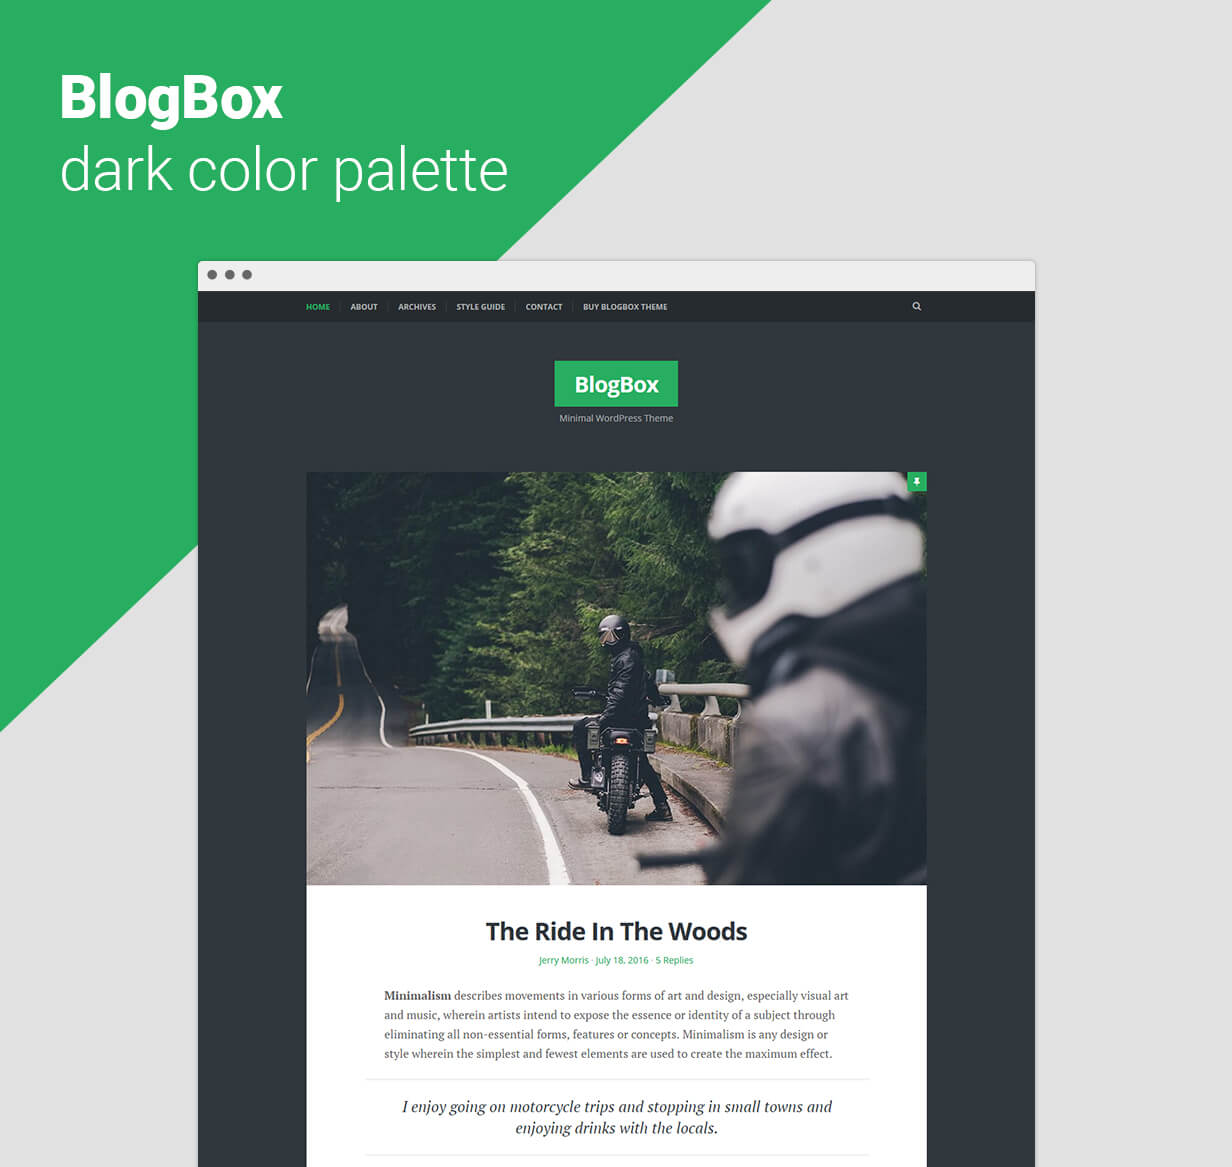 BlogBox
dark color palette
HOME ABOUT ARCHIVES STYLE GUIDE CONTACT BUY BLOGBOX THEME
BlogBox
Minimal WordPress Theme
The Ride In The Woods
Jerry Morris · July 18, 2016 · 5 Replies
Minimalism describes movements in various forms of art and design, especially visual art
and music, wherein artists intend to expose the essence or identity of a subject through
eliminating all non-essential forms, features or concepts. Minimalism is any design or
style wherein the simplest and fewest elements are used to create the maximum effect.
I enjoy going on motorcycle trips and stopping in small towns and
enjoying drinks with the locals.